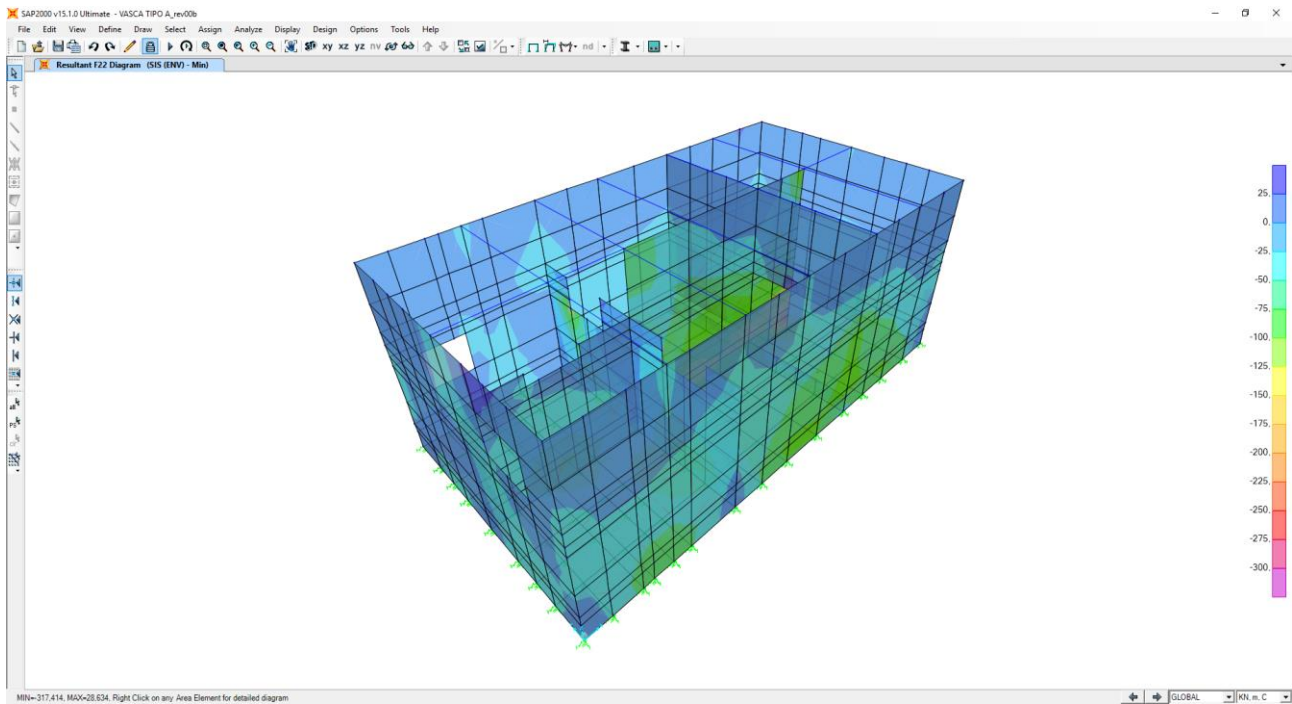 SAP2000 v15.1.0 Ultimate - VASCA TIPO A_rev00b
File Edit View Define Draw Select Assign Analyze Display Design Options Tools Help
xy xz yz nv nd
Resultant F22 Diagram (SIS (ENV) - Min)
25,
0,
-25,
-50,
-75,
-100,
-125,
-150,
-175,
-200,
-225,
-250,
-275,
-300,
MIN=-317.414, MAX=28.634, Right Click on any Area Element for detailed diagram
GLOBAL
KN, m, C